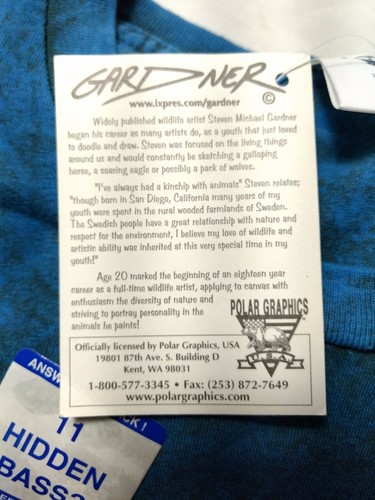 GARDNER
www.ixpres.com/gardner
©
Widely published wildlife artist Steven Michael Gardner
began his career as many artists do, as a youth that just loved
to doodle and draw. Steven was focused on the living things
around us and would constantly be sketching a galloping
horse, a soaring eagle or possibly a pack of wolves.
"I've always had a kinship with animals" Steven relates;
"though born in San Diego, California many years of my
youth were spent in the rural wooded farmlands of Sweden.
The Swedish people have a great relationship with nature and
respect for the environment, I believe my love of wildlife and
artistic ability was inherited at this very special time in my
youth!"
Age 20 marked the beginning of an eighteen year
career as a full-time wildlife artist, applying to canvas with
enthusiasm the diversity of nature and
striving to portray personality in the
animals he paints!
POLAR GRAPHICS
U.S.A
Officially licensed by Polar Graphics, USA
19801 87th Ave. S. Building D
Kent, WA 98031
1-800-577-3345 • Fax: (253) 872-7649
www.polargraphics.com
11
HIDDEN
BASS?